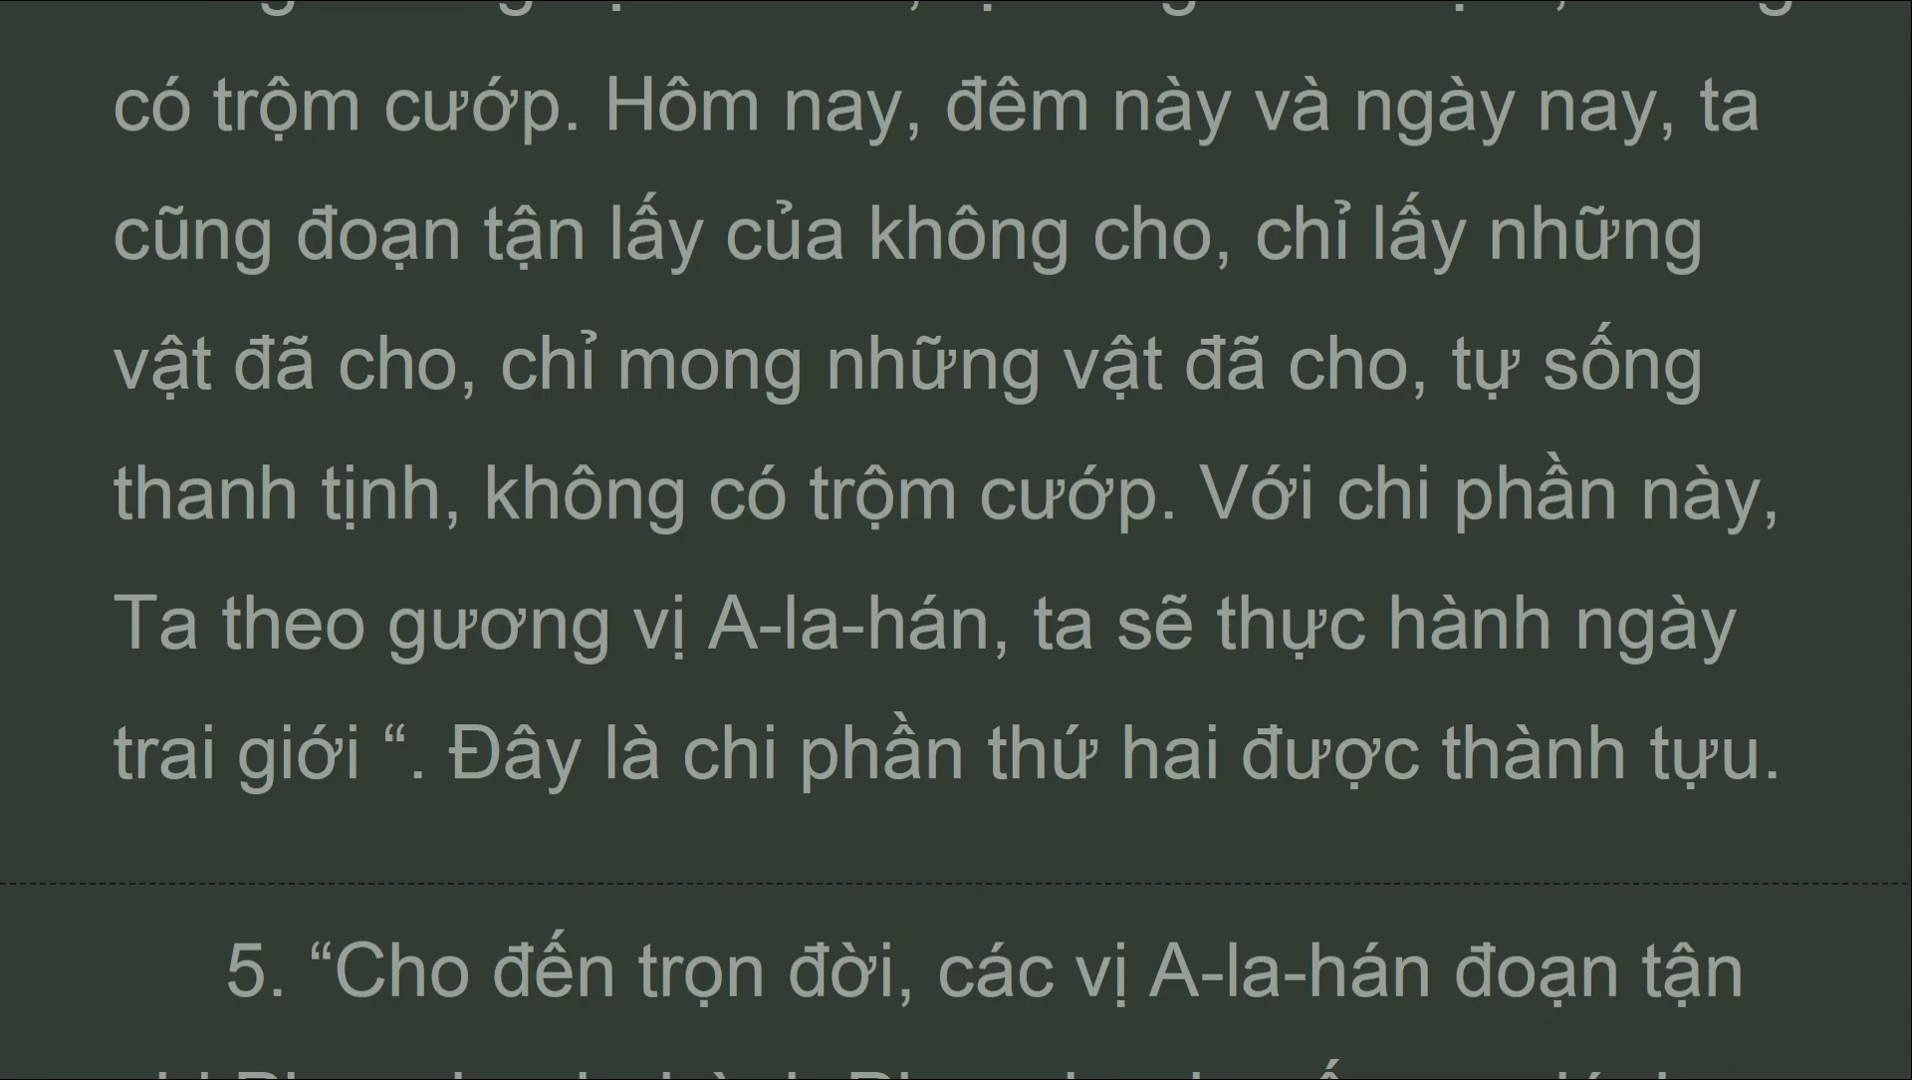 có trộm cướp. Hôm nay, đêm này và ngày nay, ta
cũng đoạn tận lấy của không cho, chỉ lấy những
vật đã cho, chỉ mong những vật đã cho, tự sống
thanh tịnh, không có trộm cướp. Với chi phần này,
Ta theo gương vị A-la-hán, ta sẽ thực hành ngày
trai giới “. Đây là chi phần thứ hai được thành tựu.
5. “Cho đến trọn đời, các vị A-la-hán đoạn tận